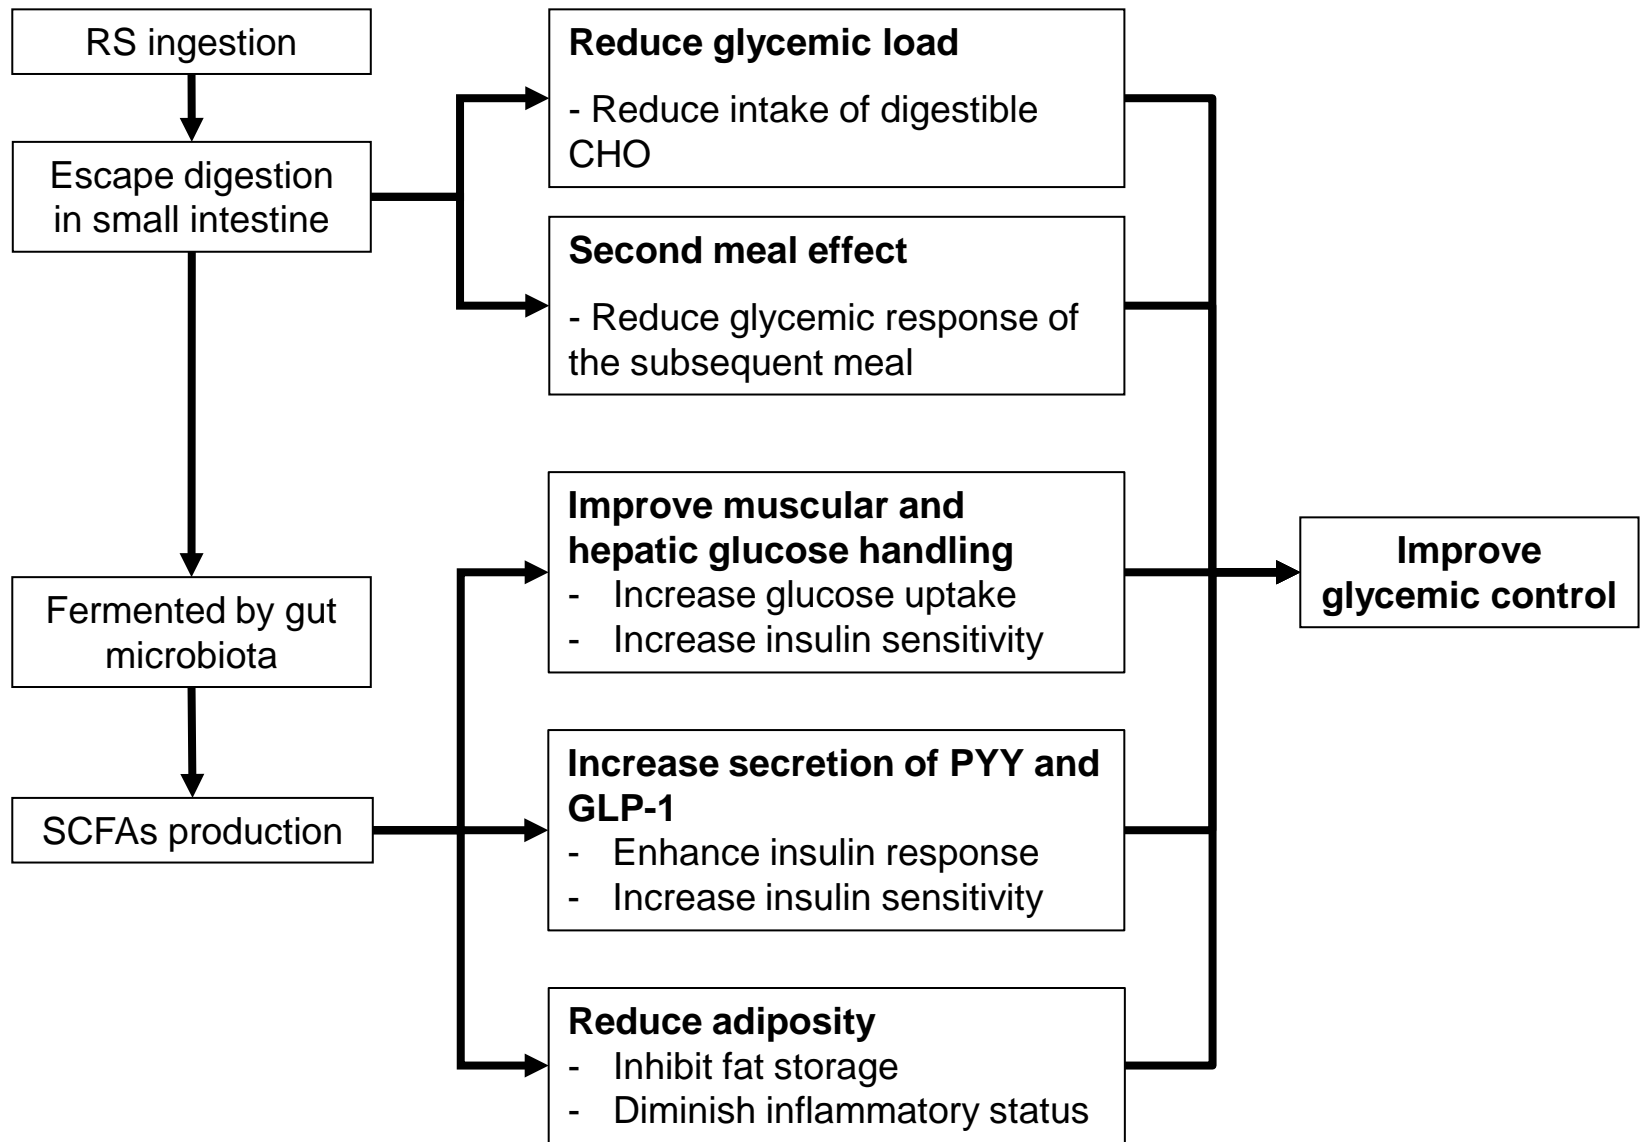 RS ingestion
Escape digestion
in small intestine
Fermented by gut
microbiota
SCFAs production
Reduce glycemic load
- Reduce intake of digestible
CHO
Second meal effect
- Reduce glycemic response of
the subsequent meal
Improve muscular and
hepatic glucose handling
- Increase glucose uptake
- Increase insulin sensitivity
Increase secretion of PYY and
GLP-1
- Enhance insulin response
- Increase insulin sensitivity
Reduce adiposity
- Inhibit fat storage
- Diminish inflammatory status
Improve
glycemic control